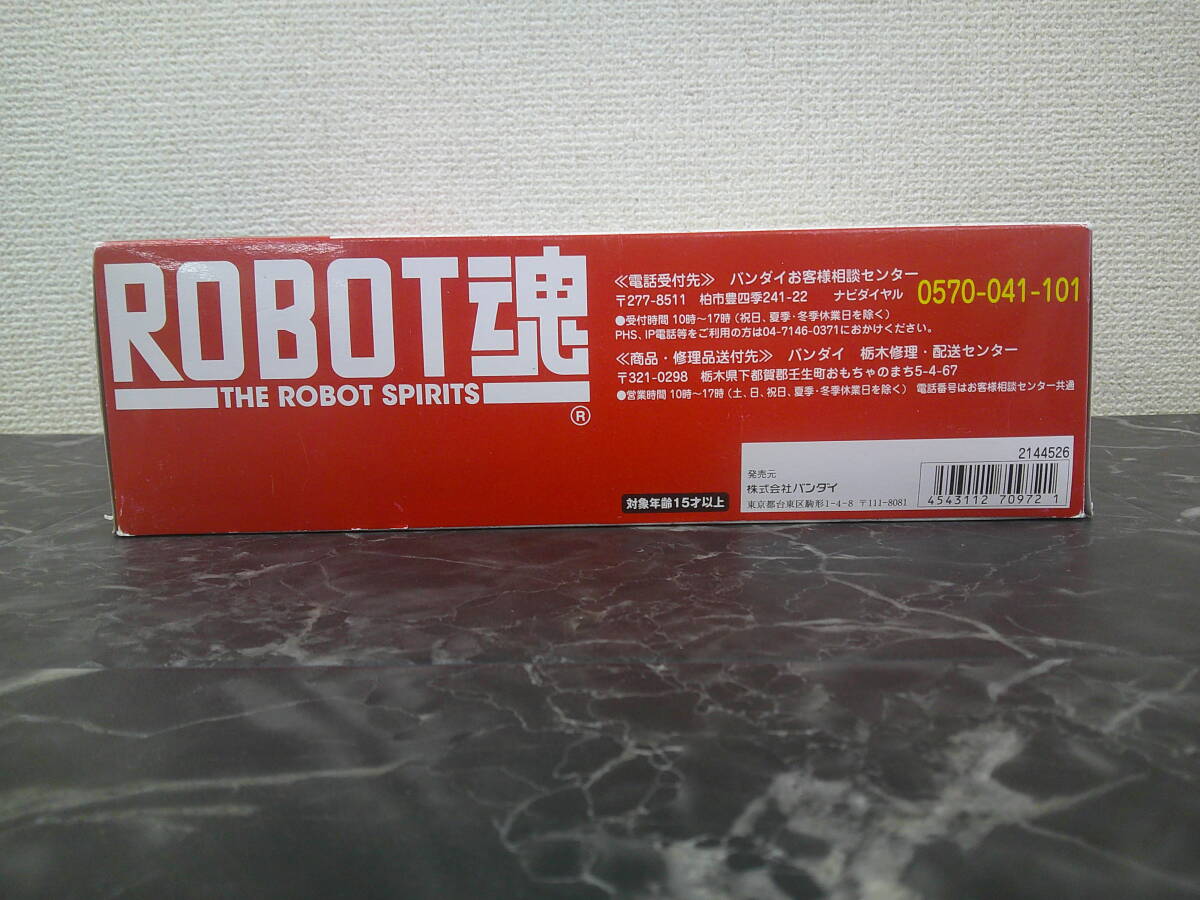 ROBOT魂
THE ROBOT SPIRITS
®
≪電話受付先≫ バンダイお客様相談センター
〒277-8511 柏市豊四季241-22 ナビダイヤル 0570-041-101
●受付時間 10時～17時(祝日、夏季・冬季休業日を除く)
PHS、IP電話等をご利用の方は04-7146-0371におかけください。
≪商品・修理品送付先≫ バンダイ 栃木修理・配送センター
〒321-0298 栃木県下都賀郡壬生町おもちゃのまち5-4-67
●営業時間 10時～17時(土、日、祝日、夏季・冬季休業日を除く) 電話番号はお客様相談センター共通
対象年齢15才以上
発売元
株式会社バンダイ
東京都台東区駒形1-4-8 〒111-8081
2144526
4543112 70972 1